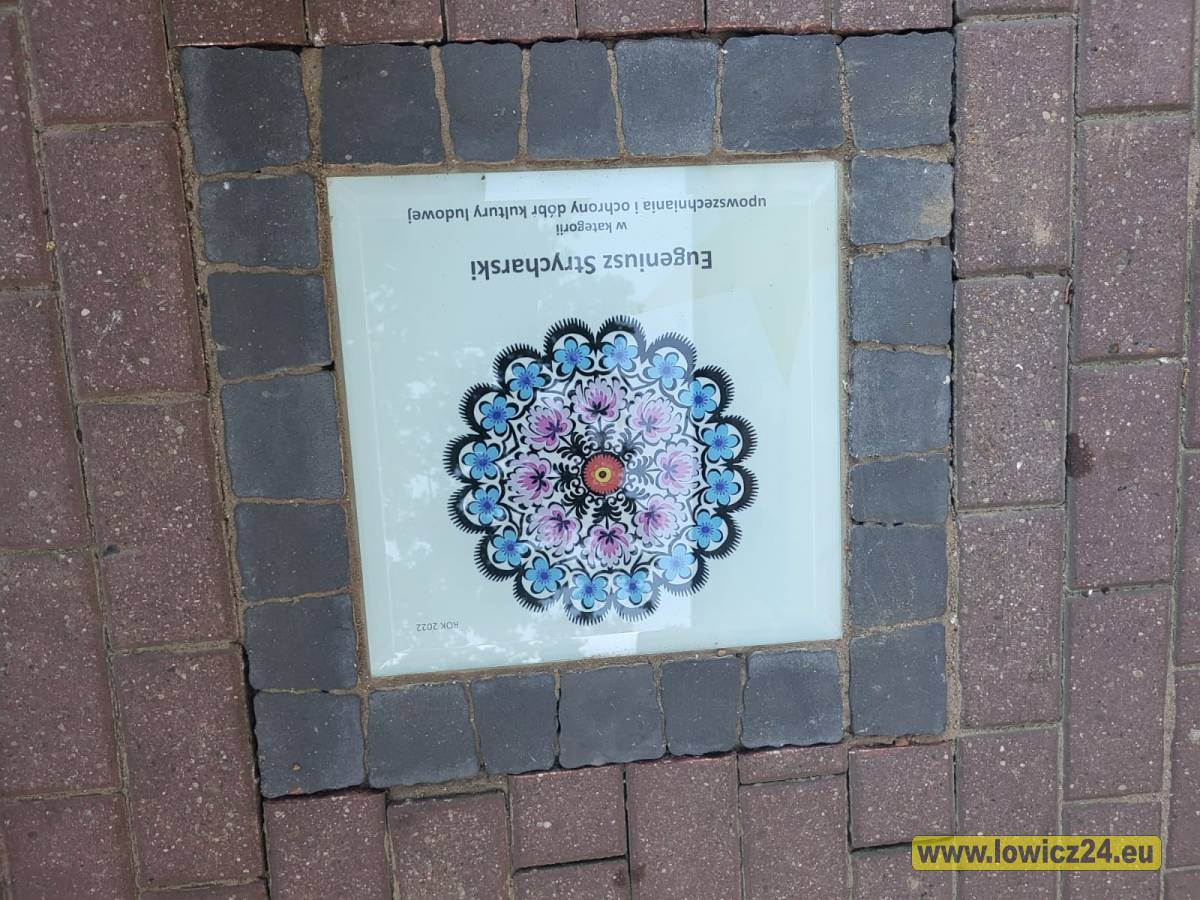 ROK 2022
Eugeniusz Strycharski
w kategorii
upowszechniania i ochrony dóbr kultury ludowej
www.lowicz24.eu